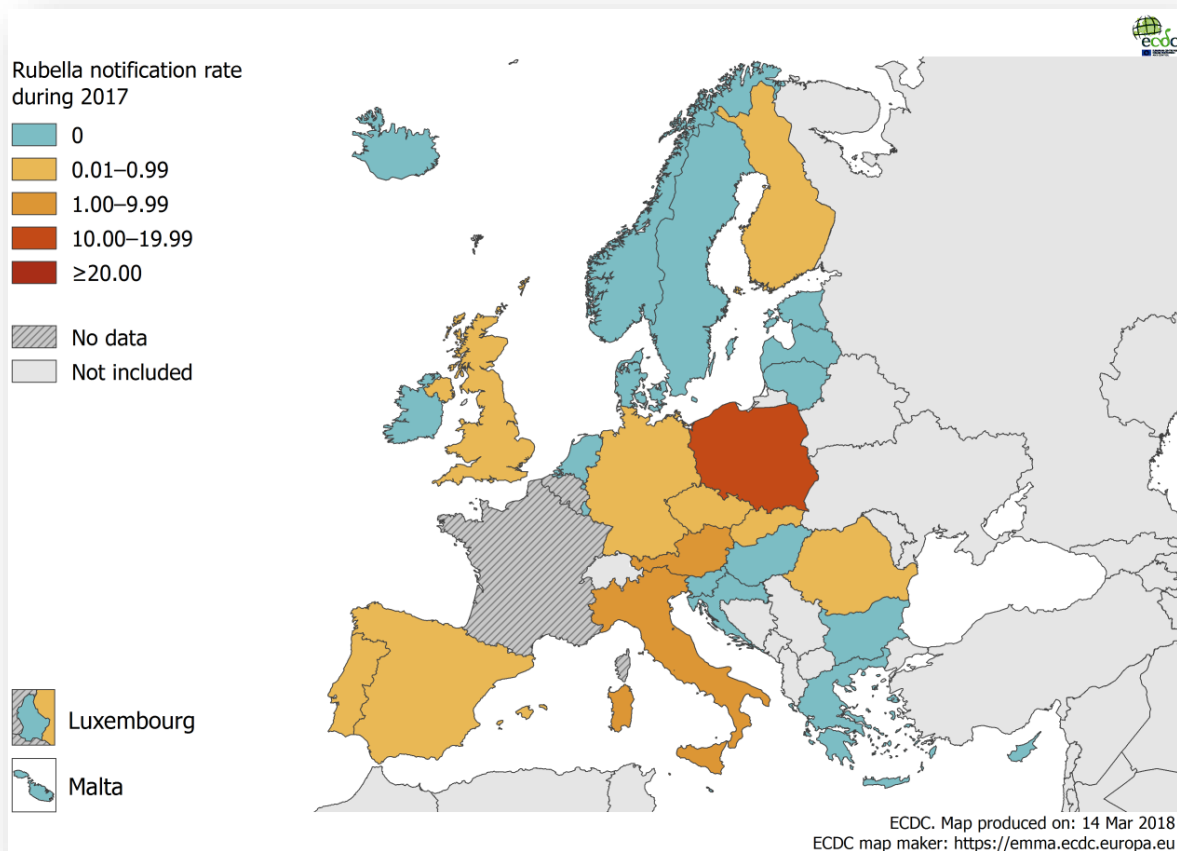 ecdc
Rubella notification rate
during 2017
0
0.01–0.99
1.00–9.99
10.00–19.99
≥20.00
No data
Not included
Luxembourg
Malta
ECDC. Map produced on: 14 Mar 2018
ECDC map maker: https://emma.ecdc.europa.eu